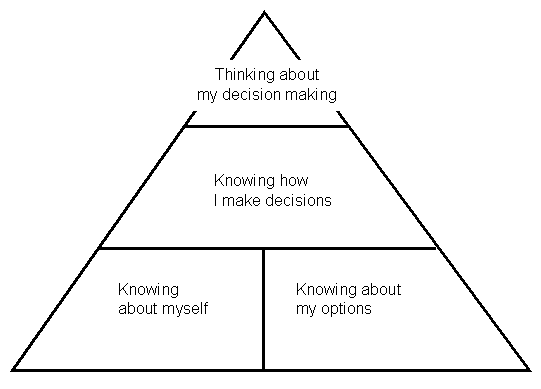 Thinking about
my decision making
Knowing how
I make decisions
Knowing
about myself
Knowing about
my options